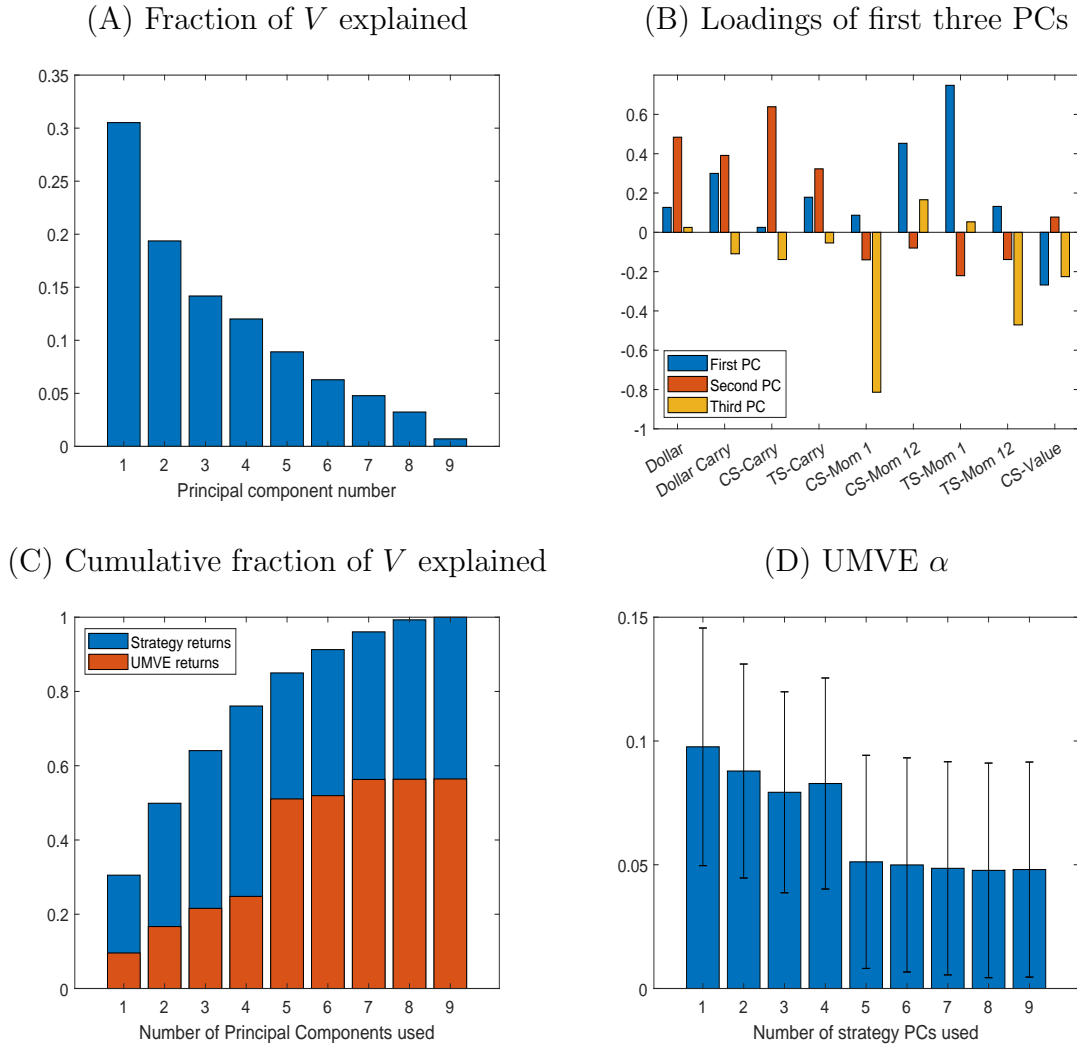 (A) Fraction of V explained
0.35
0.3
0.25
0.2
0.15
0.1
0.05
0
1 2 3 4 5 6 7 8 9
Principal component number
(B) Loadings of first three PCs
0.6
0.4
0.2
0
-0.2
-0.4
-0.6
-0.8
-1
First PC
Second PC
Third PC
Dollar
Dollar Carry
CS-Carry
TS-Carry
CS-Mom 1
CS-Mom 12
TS-Mom 1
TS-Mom 12
CS-Value
(C) Cumulative fraction of V explained
1
0.8
0.6
0.4
0.2
0
Strategy returns
UMVE returns
1 2 3 4 5 6 7 8 9
Number of Principal Components used
(D) UMVE α
0.15
0.1
0.05
0
1 2 3 4 5 6 7 8 9
Number of strategy PCs used